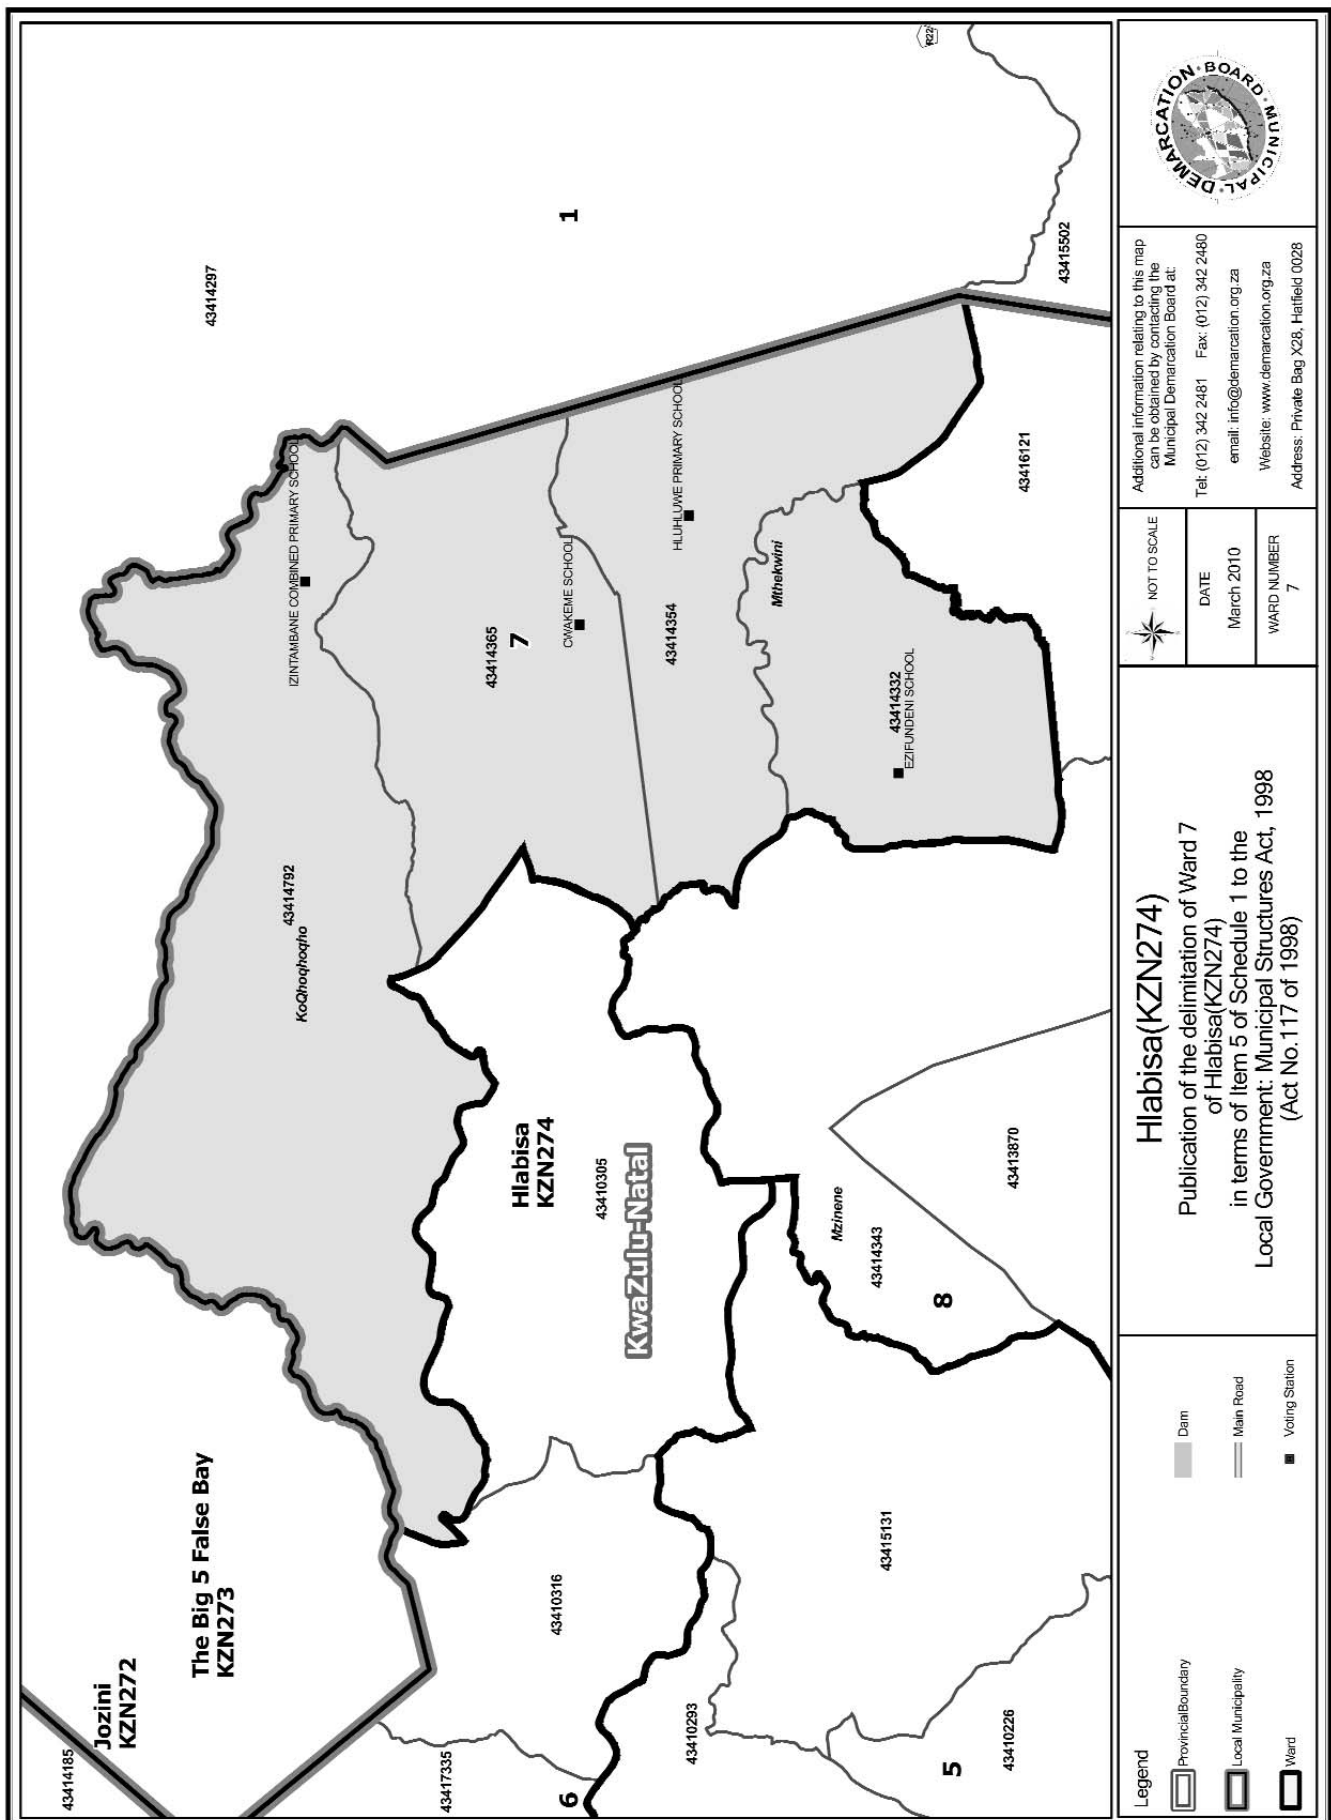 Jozini
KZN272
The Big 5 False Bay
KZN273
43414185
43417335
6
43410316
43410293
5
43410226
43415131
KwaZulu-Natal
Hlabisa
KZN274
43410305
43414792
KoQhoqhoqho
Mzinene
43414343
8
43413870
IZINTAMBANE COMBINED PRIMARY SCHOOL
43414365
7
CWAKEME SCHOOL
43414354
HLUHLUWE PRIMARY SCHOOL
Mthekwini
43414332
EZIFUNDENI SCHOOL
43416121
43414297
1
43415502
R22
Legend
ProvincialBoundary
Local Municipality
Ward
Dam
Main Road
Voting Station
Hlabisa(KZN274)
Publication of the delimitation of Ward 7
of Hlabisa(KZN274)
in terms of Item 5 of Schedule 1 to the
Local Government: Municipal Structures Act, 1998
(Act No.117 of 1998)
NOT TO SCALE
DATE
March 2010
WARD NUMBER
7
Additional information relating to this map
can be obtained by contacting the
Municipal Demarcation Board at:
Tel: (012) 342 2481 Fax: (012) 342 2480
email: info@demarcation.org.za
Website: www.demarcation.org.za
Address: Private Bag X28, Hatfield 0028
MUNICIPAL DEMARCATION BOARD